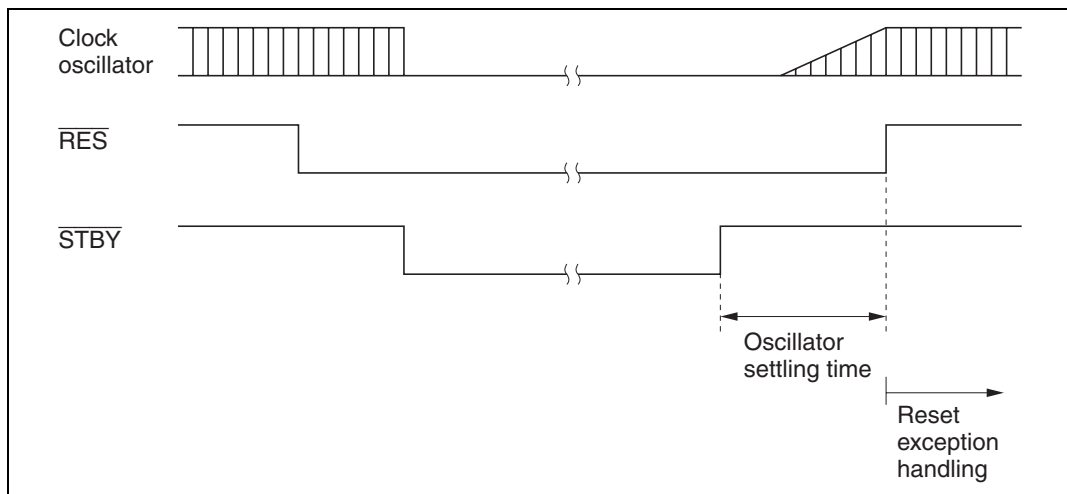 Clock
oscillator
RES
STBY
Oscillator
settling time
Reset
exception
handling